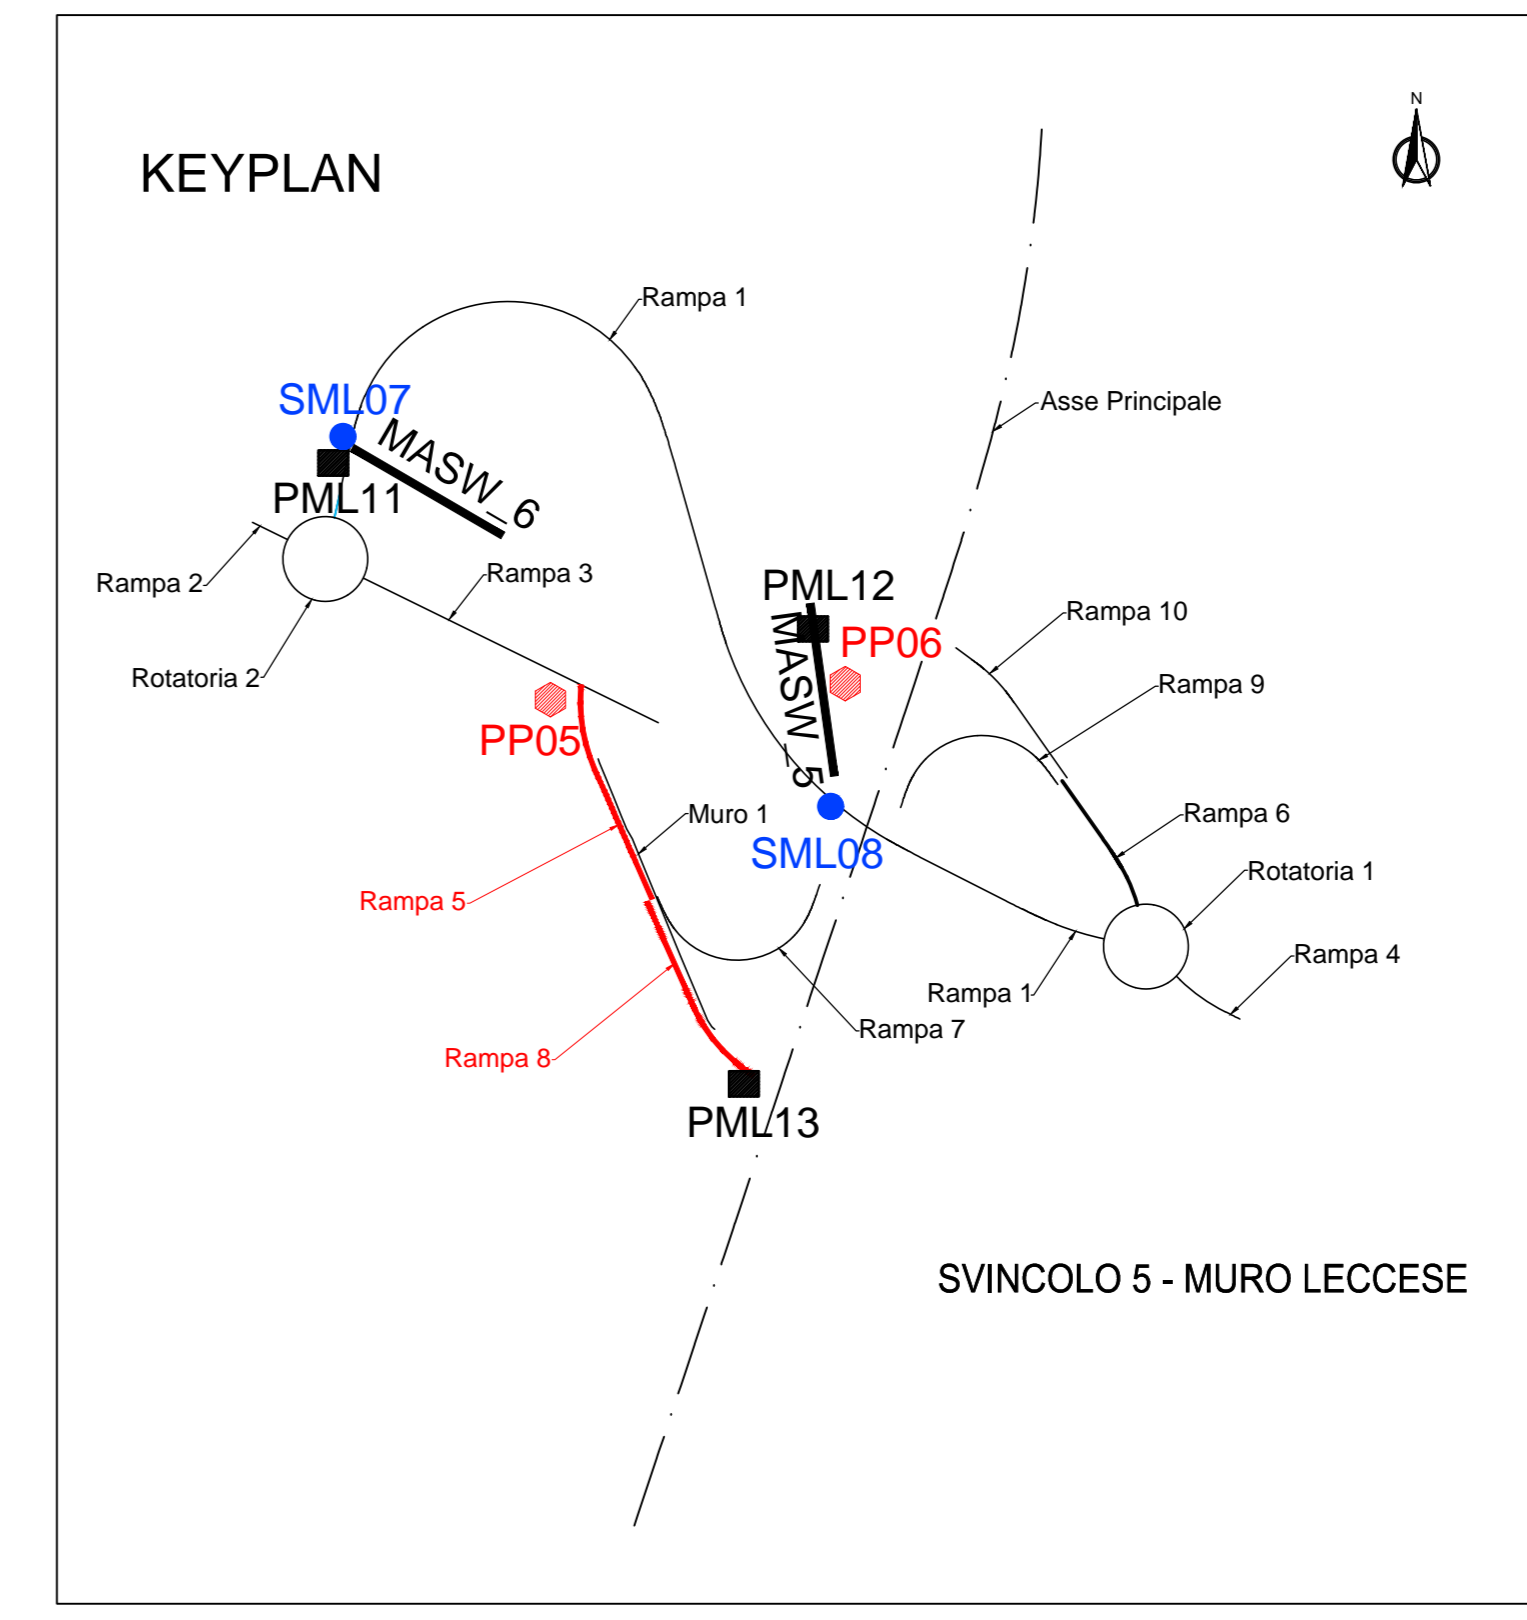 N
KEYPLAN
Rampa 1
SML07
Asse Principale
MASW_6
PML11
Rampa 2
Rampa 3
PML12
Rampa 10
PP06
MASW_5
Rotatoria 2
Rampa 9
PP05
Muro 1
Rampa 6
SML08
Rampa 5
Rotatoria 1
Rampa 4
Rampa 1
Rampa 7
Rampa 8
PML13
SVINCOLO 5 - MURO LECCESE